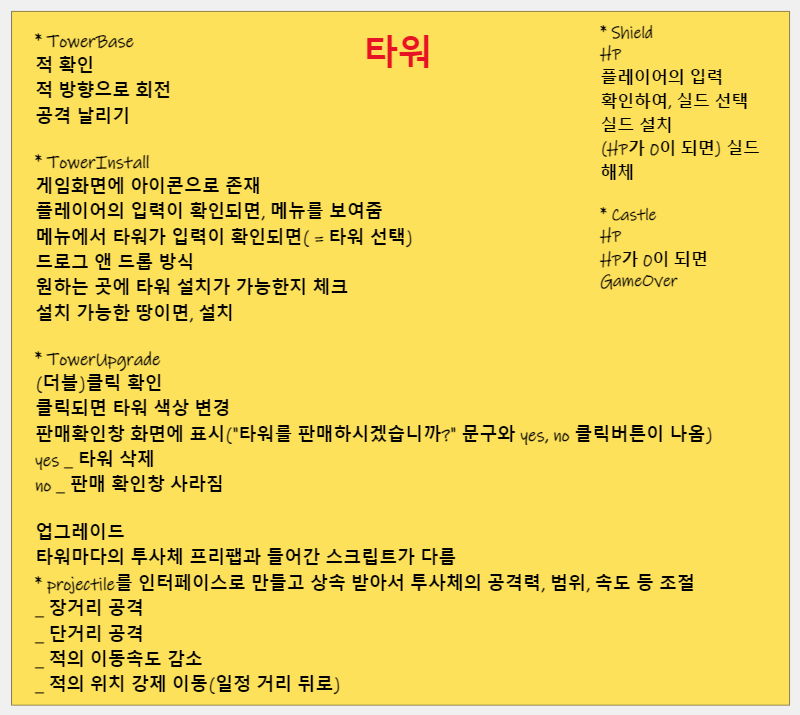 타워
* TowerBase
적 확인
적 방향으로 회전
공격 날리기
* TowerInstall
게임화면에 아이콘으로 존재
플레이어의 입력이 확인되면, 메뉴를 보여줌
메뉴에서 타워가 입력이 확인되면( = 타워 선택)
드로그 앤 드롭 방식
원하는 곳에 타워 설치가 가능한지 체크
설치 가능한 땅이면, 설치
* TowerUpgrade
(더블)클릭 확인
클릭되면 타워 색상 변경
판매확인창 화면에 표시("타워를 판매하시겠습니까?" 문구와 yes, no 클릭버튼이 나옴)
yes _ 타워 삭제
no _ 판매 확인창 사라짐
업그레이드
타워마다의 투사체 프리팹과 들어간 스크립트가 다름
* projectile를 인터페이스로 만들고 상속 받아서 투사체의 공격력, 범위, 속도 등 조절
_ 장거리 공격
_ 단거리 공격
_ 적의 이동속도 감소
_ 적의 위치 강제 이동(일정 거리 뒤로)
* Shield
HP
플레이어의 입력
확인하여, 실드 선택
실드 설치
(HP가 0이 되면) 실드
해체
* Castle
HP
HP가 0이 되면
GameOver